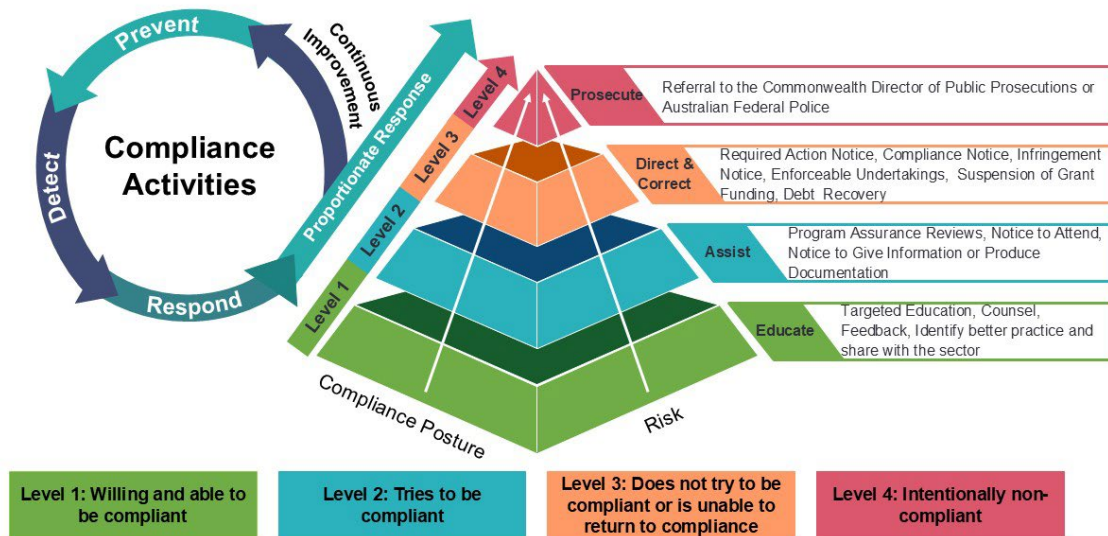 Prevent
Detect
Respond
Continuous
Improvement
Compliance
Activities
Proportionate Response
Level 4
Level 3
Level 2
Level 1
Prosecute
Referral to the Commonwealth Director of Public Prosecutions or
Australian Federal Police
Direct &
Correct
Required Action Notice, Compliance Notice, Infringement
Notice, Enforceable Undertakings, Suspension of Grant
Funding, Debt Recovery
Assist
Program Assurance Reviews, Notice to Attend,
Notice to Give Information or Produce
Documentation
Educate
Targeted Education, Counsel,
Feedback, Identify better practice and
share with the sector
Compliance Posture
Risk
Level 1: Willing and able to
be compliant
Level 2: Tries to be
compliant
Level 3: Does not try to be
compliant or is unable to
return to compliance
Level 4: Intentionally non-
compliant